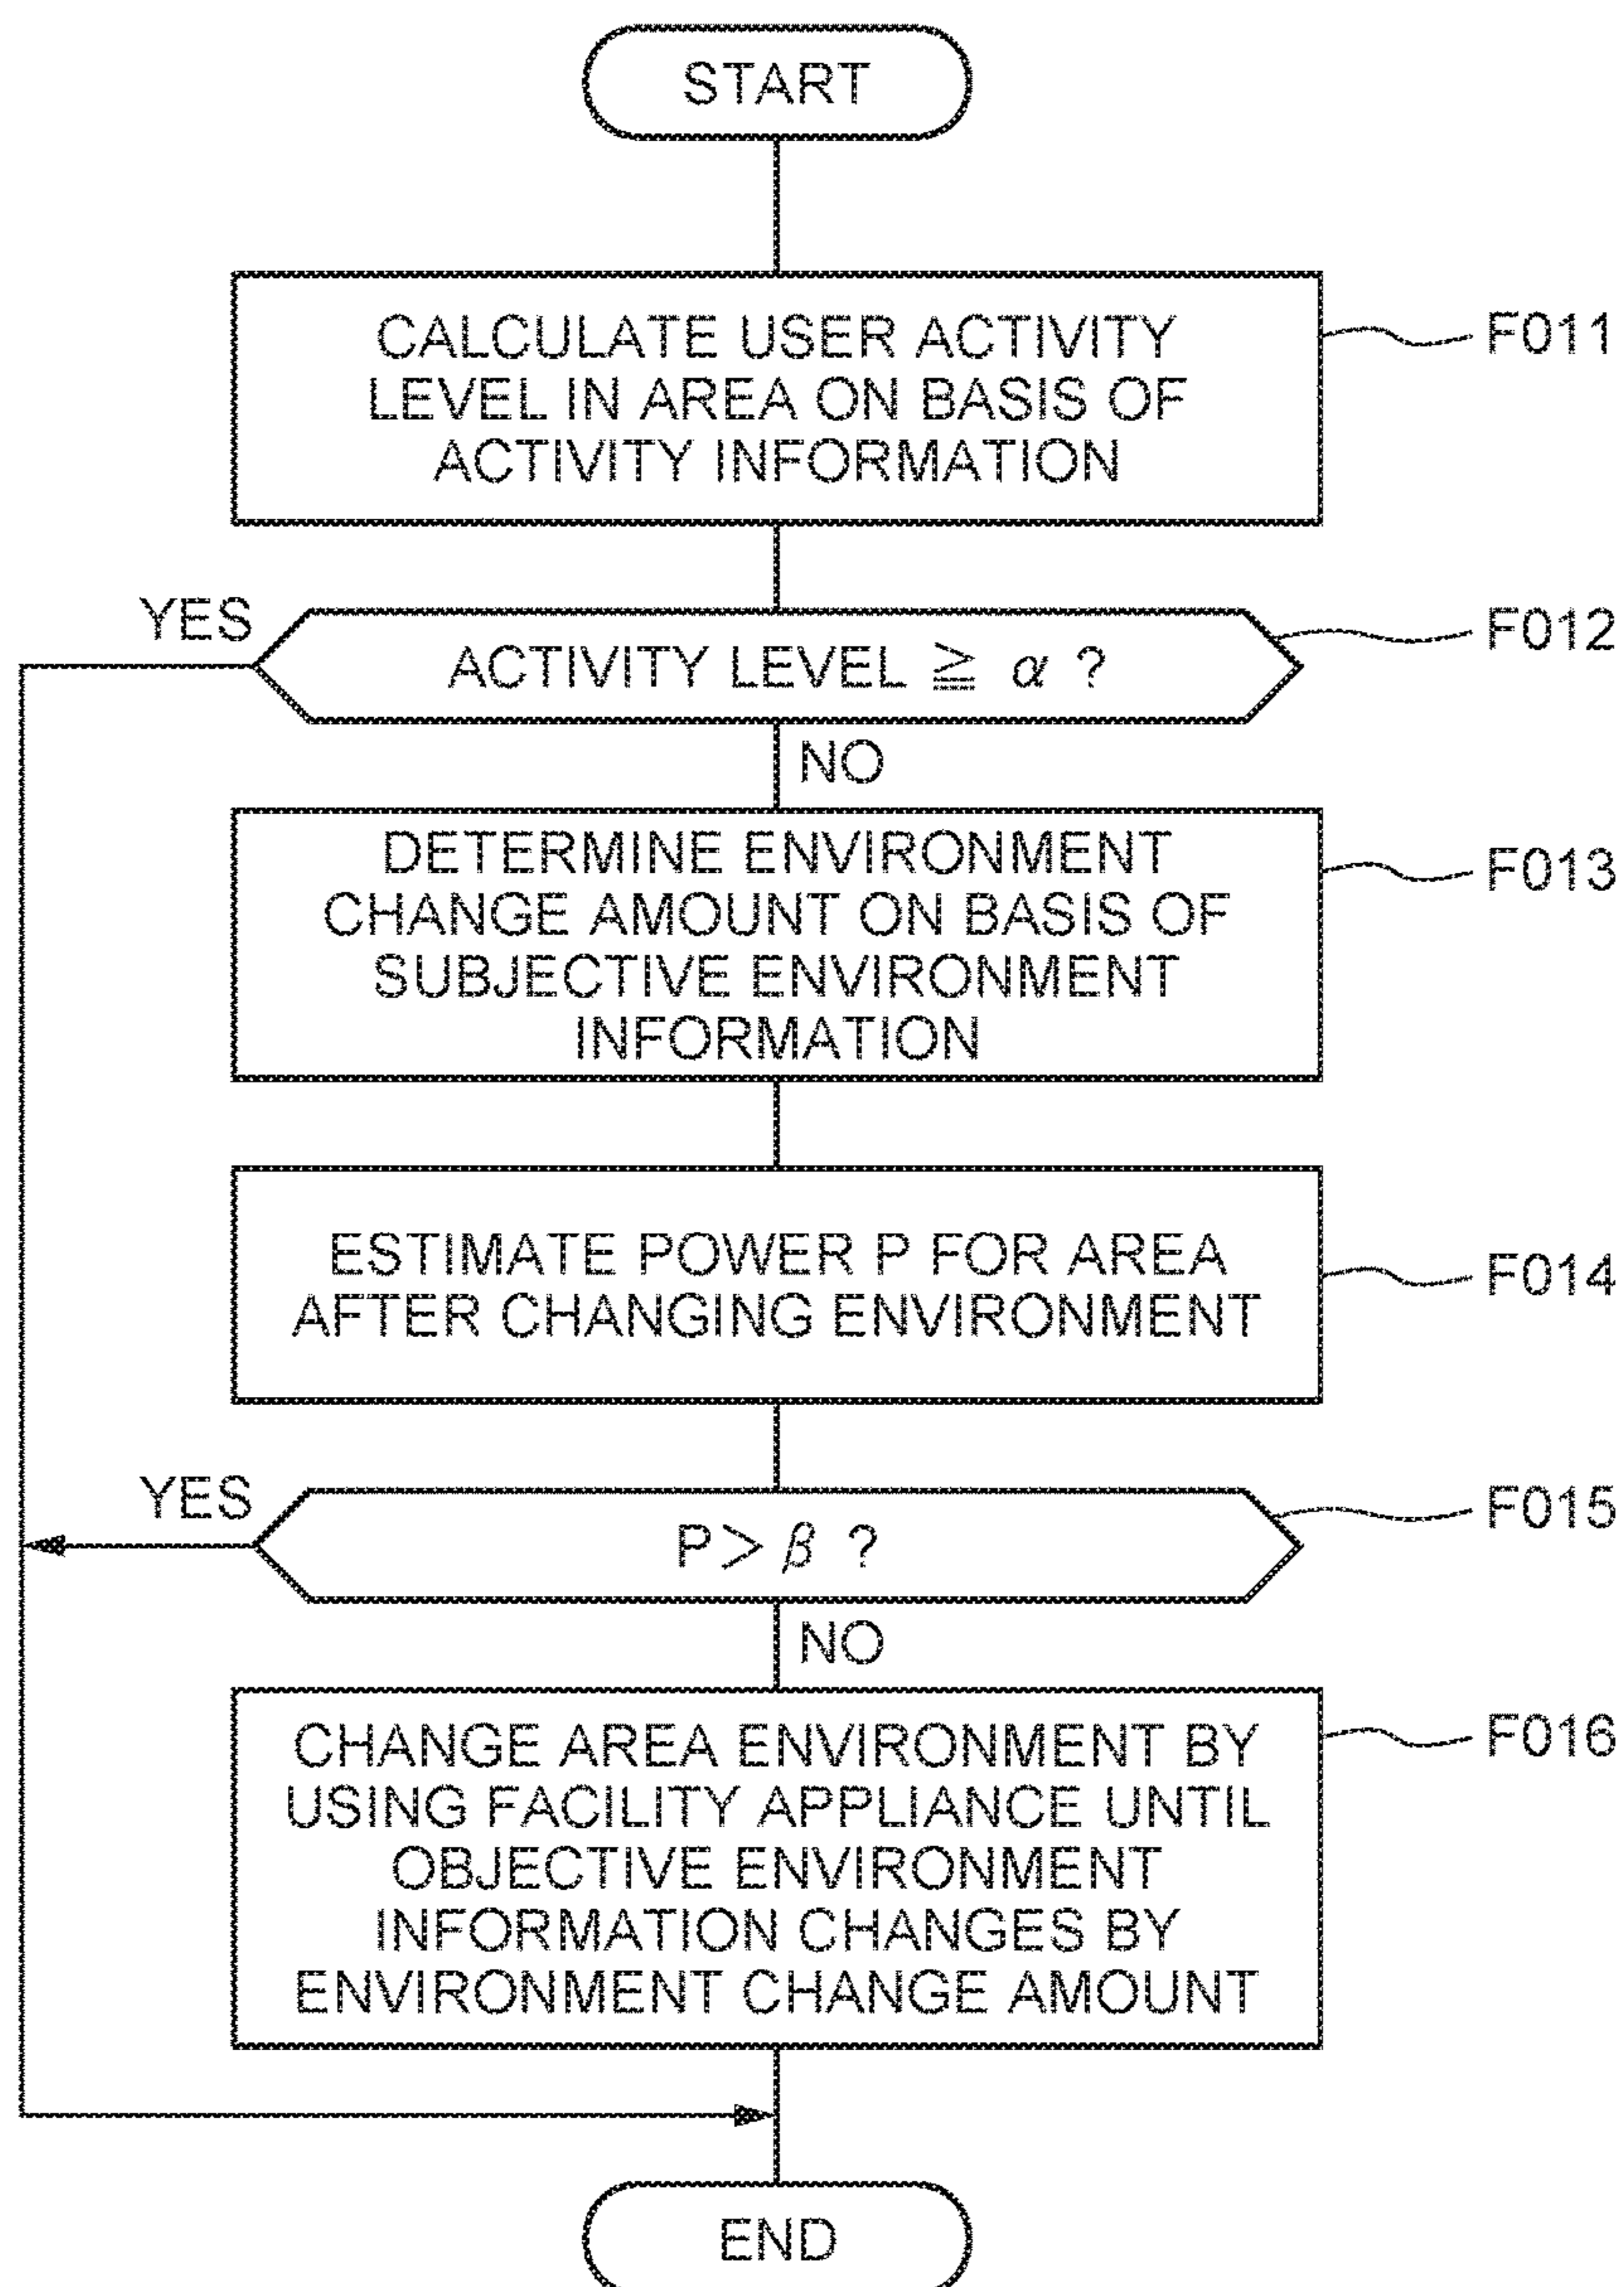 START
CALCULATE USER ACTIVITY
LEVEL IN AREA ON BASIS OF
ACTIVITY INFORMATION
F011
YES
ACTIVITY LEVEL ≧ α ?
F012
NO
DETERMINE ENVIRONMENT
CHANGE AMOUNT ON BASIS OF
SUBJECTIVE ENVIRONMENT
INFORMATION
F013
ESTIMATE POWER P FOR AREA
AFTER CHANGING ENVIRONMENT
F014
YES
P > β ?
F015
NO
CHANGE AREA ENVIRONMENT BY
USING FACILITY APPLIANCE UNTIL
OBJECTIVE ENVIRONMENT
INFORMATION CHANGES BY
ENVIRONMENT CHANGE AMOUNT
F016
END